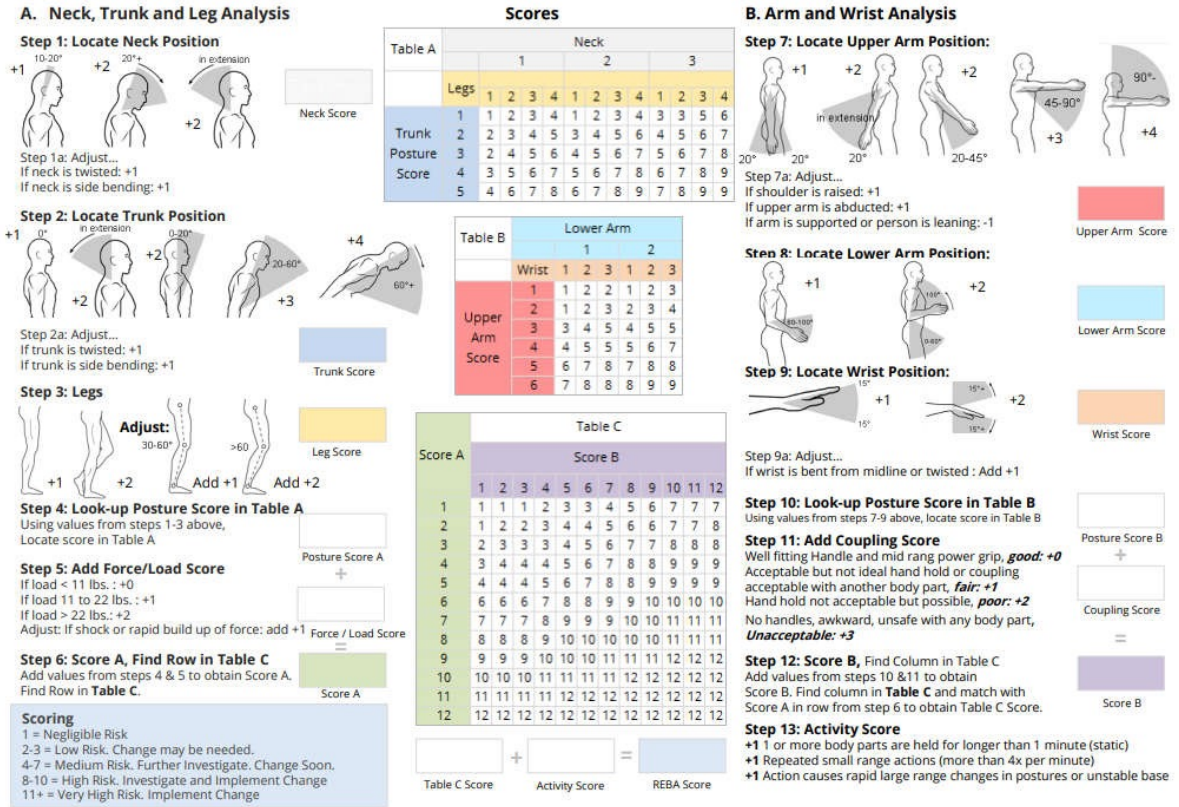 A. Neck, Trunk and Leg Analysis
Step 1: Locate Neck Position
+1 10-20° +2 20°+ in extension +2
Neck Score
Step 1a: Adjust...
If neck is twisted: +1
If neck is side bending: +1
Step 2: Locate Trunk Position
+1 0° in extension +2 0-20° +2 20-60° +3 +4 60°+
Step 2a: Adjust...
If trunk is twisted: +1
If trunk is side bending: +1
Trunk Score
Step 3: Legs
Adjust:
30-60° >60
+1 +2 Add +1 Add +2
Leg Score
Step 4: Look-up Posture Score in Table A
Using values from steps 1-3 above,
Locate score in Table A
Posture Score A
+
Step 5: Add Force/Load Score
If load < 11 lbs. : +0
If load 11 to 22 lbs. : +1
If load > 22 lbs.: +2
Adjust: If shock or rapid build up of force: add +1
Force / Load Score
=
Step 6: Score A, Find Row in Table C
Add values from steps 4 & 5 to obtain Score A.
Find Row in Table C.
Score A
Scoring
1 = Negligible Risk
2-3 = Low Risk. Change may be needed.
4-7 = Medium Risk. Further Investigate. Change Soon.
8-10 = High Risk. Investigate and Implement Change
11+ = Very High Risk. Implement Change
Scores
Table A
Neck
1 2 3
Legs 1 2 3 4 1 2 3 4 1 2 3 4
Trunk Posture Score
1 1 2 3 4 1 2 3 4 3 3 5 6
2 2 3 4 5 3 4 5 6 4 5 6 7
3 2 4 5 6 4 5 6 7 5 6 7 8
4 3 5 6 7 5 6 7 8 6 7 8 9
5 4 6 7 8 6 7 8 9 7 8 9 9
Table B
Lower Arm
1 2
Wrist 1 2 3 1 2 3
Upper Arm Score
1 1 2 2 1 2 3
2 1 2 3 2 3 4
3 3 4 5 4 5 5
4 4 5 5 5 6 7
5 6 7 8 7 8 8
6 7 8 8 8 9 9
Table C
Score A Score B
1 2 3 4 5 6 7 8 9 10 11 12
1 1 1 1 2 3 3 4 5 6 7 7 7
2 1 2 2 3 4 4 5 6 6 7 7 8
3 2 3 3 3 4 5 6 7 7 8 8 8
4 3 4 4 4 5 6 7 8 8 9 9 9
5 4 4 4 5 6 7 8 8 9 9 9 9
6 6 6 6 7 8 8 9 9 10 10 10 10
7 7 7 7 8 9 9 9 10 10 11 11 11
8 8 8 8 9 10 10 10 10 10 11 11 11
9 9 9 9 10 10 10 11 11 11 12 12 12
10 10 10 10 11 11 11 11 12 12 12 12 12
11 11 11 11 11 12 12 12 12 12 12 12 12
12 12 12 12 12 12 12 12 12 12 12 12 12
+ =
Table C Score Activity Score REBA Score
B. Arm and Wrist Analysis
Step 7: Locate Upper Arm Position:
+1 20° 20° +2 in extension 20° +2 20-45° 45-90° +3 90°- +4
Step 7a: Adjust...
If shoulder is raised: +1
If upper arm is abducted: +1
If arm is supported or person is leaning: -1
Upper Arm Score
Step 8: Locate Lower Arm Position:
+1 +2
60-100° 100° 0-60°
Lower Arm Score
Step 9: Locate Wrist Position:
15° +1 15° 15°+ +2 15°+
Wrist Score
Step 9a: Adjust...
If wrist is bent from midline or twisted : Add +1
Step 10: Look-up Posture Score in Table B
Using values from steps 7-9 above, locate score in Table B
Posture Score B
+
Step 11: Add Coupling Score
Well fitting Handle and mid rang power grip, good: +0
Acceptable but not ideal hand hold or coupling
acceptable with another body part, fair: +1
Hand hold not acceptable but possible, poor: +2
No handles, awkward, unsafe with any body part,
Unacceptable: +3
Coupling Score
=
Step 12: Score B, Find Column in Table C
Add values from steps 10 &11 to obtain
Score B. Find column in Table C and match with
Score A in row from step 6 to obtain Table C Score.
Score B
Step 13: Activity Score
+1 1 or more body parts are held for longer than 1 minute (static)
+1 Repeated small range actions (more than 4x per minute)
+1 Action causes rapid large range changes in postures or unstable base